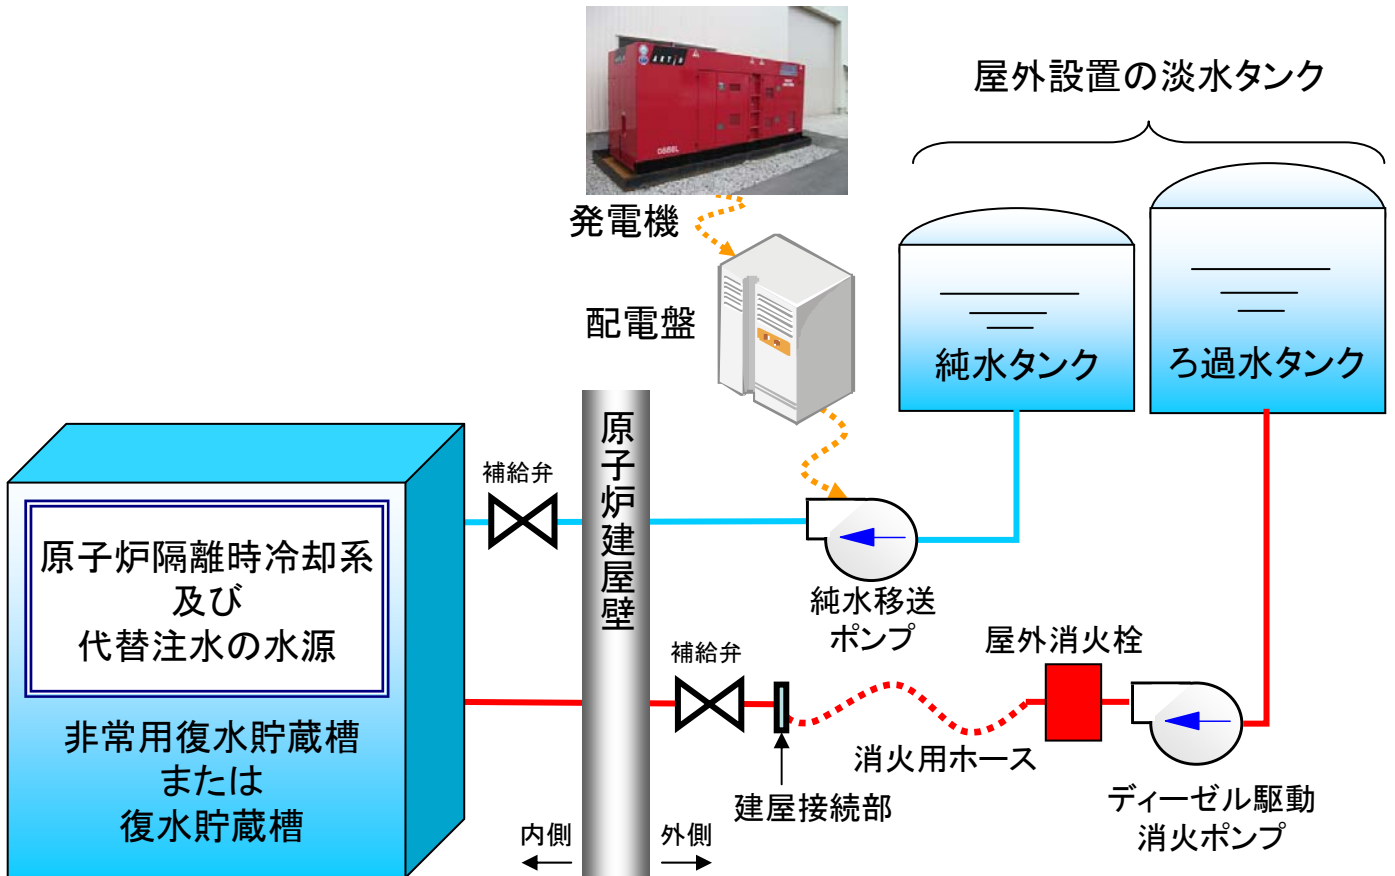 屋外設置の淡水タンク
発電機
配電盤
純水タンク
ろ過水タンク
原子炉建屋壁
補給弁
原子炉隔離時冷却系
及び
代替注水の水源
純水移送
ポンプ
補給弁
屋外消火栓
非常用復水貯蔵槽
または
復水貯蔵槽
消火用ホース
建屋接続部
ディーゼル駆動
消火ポンプ
内側
外側